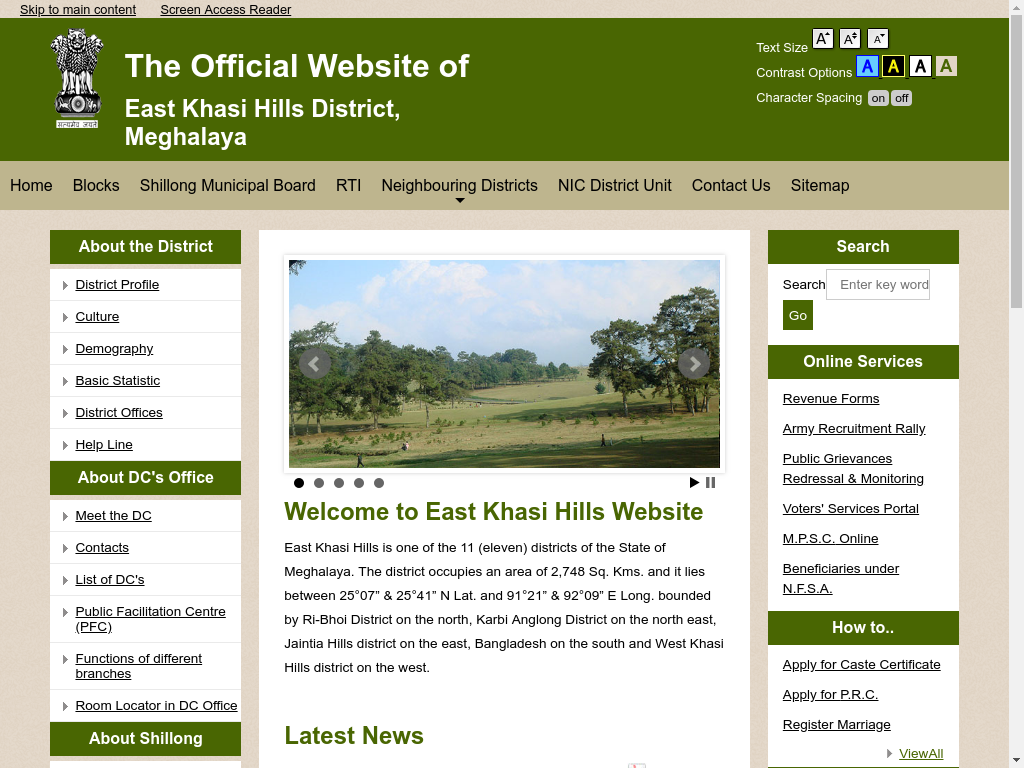 Skip to main content
Screen Access Reader
The Official Website of
East Khasi Hills District,
Meghalaya
सत्यमेव जयते
Text Size A A A
Contrast Options A A A A
Character Spacing on off
Home Blocks Shillong Municipal Board RTI Neighbouring Districts NIC District Unit Contact Us Sitemap
About the District
District Profile
Culture
Demography
Basic Statistic
District Offices
Help Line
About DC's Office
Meet the DC
Contacts
List of DC's
Public Facilitation Centre
(PFC)
Functions of different
branches
Room Locator in DC Office
About Shillong
Welcome to East Khasi Hills Website
East Khasi Hills is one of the 11 (eleven) districts of the State of
Meghalaya. The district occupies an area of 2,748 Sq. Kms. and it lies
between 25°07” & 25°41” N Lat. and 91°21” & 92°09” E Long. bounded
by Ri-Bhoi District on the north, Karbi Anglong District on the north east,
Jaintia Hills district on the east, Bangladesh on the south and West Khasi
Hills district on the west.
Latest News
Search
Search Enter key word
Go
Online Services
Revenue Forms
Army Recruitment Rally
Public Grievances
Redressal & Monitoring
Voters' Services Portal
M.P.S.C. Online
Beneficiaries under
N.F.S.A.
How to..
Apply for Caste Certificate
Apply for P.R.C.
Register Marriage
ViewAll